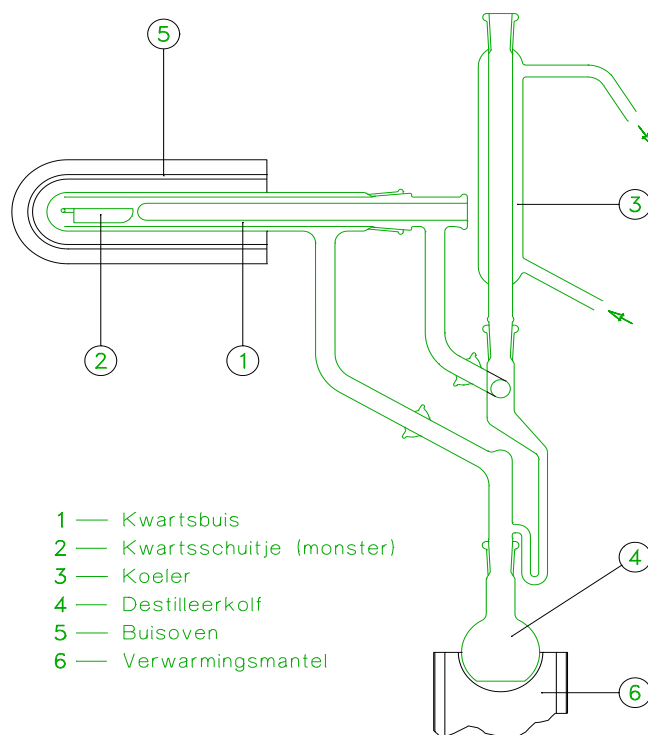 5
3
2
1
1 — Kwartsbuis
2 — Kwartsschuitje (monster)
3 — Koeler
4 — Destilleerkolf
5 — Buisoven
6 — Verwarmingsmantel
4
6